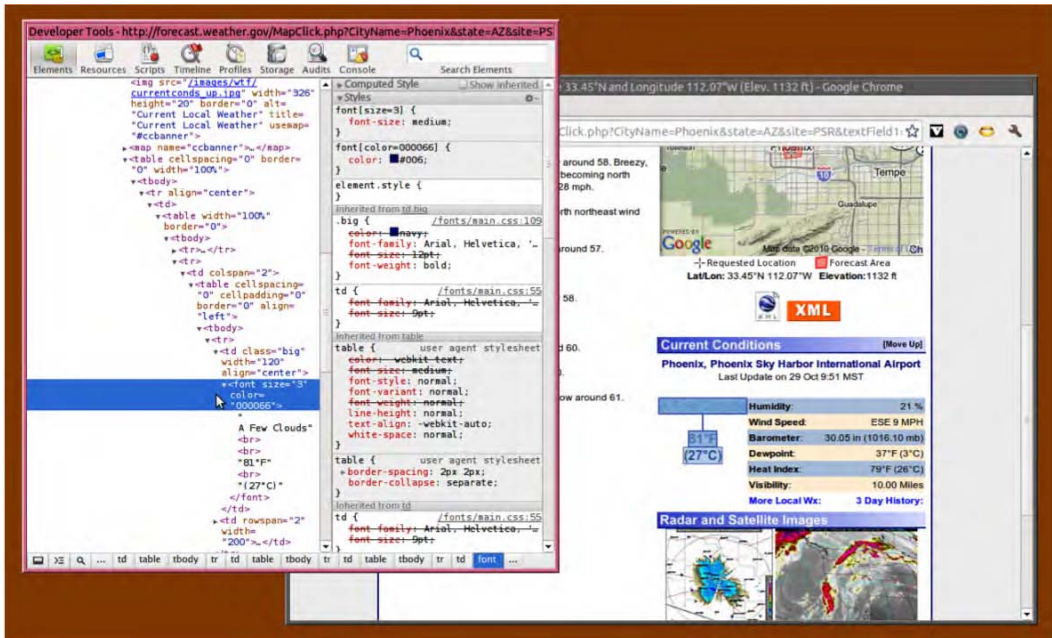 Developer Tools - http://forecast.weather.gov/MapClick.php?CityName=Phoenix&state=AZ&site=PS
Elements Resources Scripts Timeline Profiles Storage Audits Console Search Elements
<img src="/images/wtf/
currentconds_up.jpg" width="326"
height="20" border="0" alt=
"Current Local Weather" title=
"Current Local Weather" usemap=
"#ccbanner">
<map name="ccbanner">…</map>
<table cellspacing="0" border=
"0" width="100%">
<tbody>
<tr align="center">
<td>
<table width="100%"
border="0">
<tbody>
<tr>…</tr>
<tr>
<td colspan="2">
<table cellspacing=
"0" cellpadding="0"
border="0" align=
"left">
<tbody>
<tr>
<td class="big"
width="120"
align="center">
<font size="3"
color=
"000066">
"
A Few Clouds"
<br>
<br>
"81°F"
<br>
"(27°C)"
</font>
</td>
<td rowspan="2"
width=
"200">…</td>
Computed Style Show inherited
Styles
font[size=3] {
font-size: medium;
}
font[color=000066] {
color: #006;
}
element.style {
}
Inherited from td.big
.big { /fonts/main.css:109
color: navy;
font-family: Arial, Helvetica, '…
font-size: 12pt;
font-weight: bold;
}
td { /fonts/main.css:55
font-family: Arial, Helvetica, '…
font-size: 9pt;
}
Inherited from table
table { user agent stylesheet
color: -webkit-text;
font-size: medium;
font-style: normal;
font-variant: normal;
font-weight: normal;
line-height: normal;
text-align: -webkit-auto;
white-space: normal;
}
table { user agent stylesheet
border-spacing: 2px 2px;
border-collapse: separate;
}
Inherited from td
td { /fonts/main.css:55
font-family: Arial, Helvetica, '…
font-size: 9pt;
}
... td table tbody tr td table tbody tr td table tbody tr td font ...
33.45°N and Longitude 112.07°W (Elev. 1132 ft) - Google Chrome
Click.php?CityName=Phoenix&state=AZ&site=PSR&textField1
around 58. Breezy,
becoming north
28 mph.
rth northeast wind
around 57.
58.
60.
ow around 61.
Phoenix
Tempe
10
Guadalupe
POWERED BY
Google
Map data ©2010 Google - Terms of
Requested Location Forecast Area
Lat/Lon: 33.45°N 112.07°W Elevation:1132 ft
KML XML
Current Conditions [Move Up]
Phoenix, Phoenix Sky Harbor International Airport
Last Update on 29 Oct 9:51 MST
81°F
(27°C)
Humidity: 21 %
Wind Speed: ESE 9 MPH
Barometer: 30.05 in (1016.10 mb)
Dewpoint: 37°F (3°C)
Heat Index: 79°F (26°C)
Visibility: 10.00 Miles
More Local Wx: 3 Day History:
Radar and Satellite Images